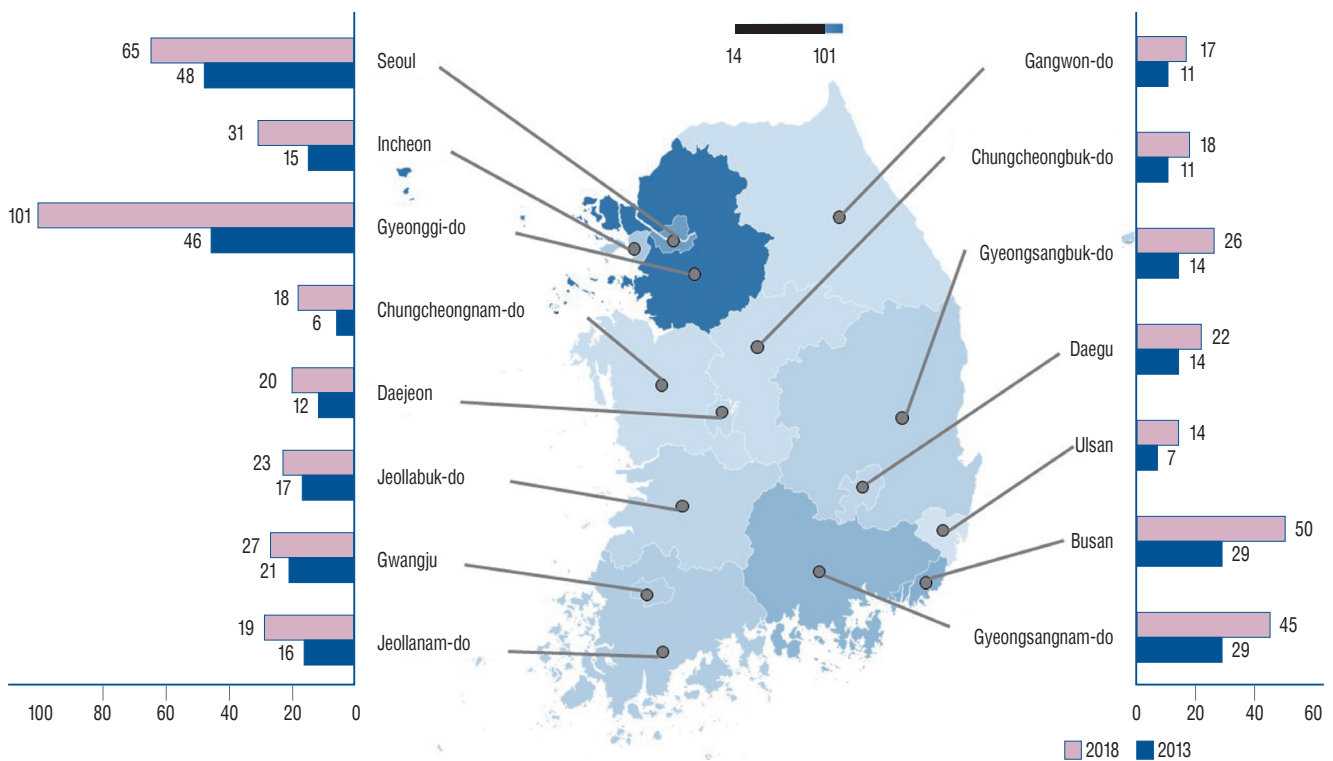 65
48
Seoul
31
15
Incheon
101
46
Gyeonggi-do
18
6
Chungcheongnam-do
20
12
Daejeon
23
17
Jeollabuk-do
27
21
Gwangju
19
16
Jeollanam-do
100 80 60 40 20 0
14 101
Gangwon-do
17
11
Chungcheongbuk-do
18
11
Gyeongsangbuk-do
26
14
Daegu
22
14
Ulsan
14
7
Busan
50
29
Gyeongsangnam-do
45
29
0 20 40 60
2018 2013